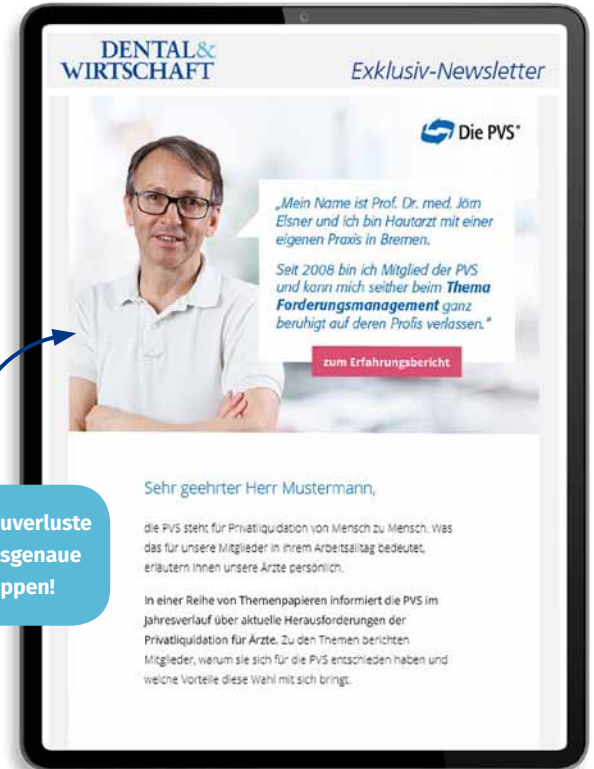 DENTAL&
WIRTSCHAFT
Exklusiv-Newsletter
Die PVS®
„Mein Name ist Prof. Dr. med. Jörn
Elsner und ich bin Hautarzt mit einer
eigenen Praxis in Bremen.
Seit 2008 bin ich Mitglied der PVS
und kann mich seither beim Thema
Forderungsmanagement ganz
beruhigt auf deren Profis verlassen.“
zum Erfahrungsbericht
Sehr geehrter Herr Mustermann,
die PVS steht für Privatliquidation von Mensch zu Mensch. Was
das für unsere Mitglieder in ihrem Arbeitsalltag bedeutet,
erläutern Ihnen unsere Ärzte persönlich.
In einer Reihe von Themenpapieren informiert die PVS im
Jahresverlauf über aktuelle Herausforderungen der
Privatliquidation für Ärzte. Zu den Themen berichten
Mitglieder, warum sie sich für die PVS entschieden haben und
welche Vorteile diese Wahl mit sich bringt.
uverluste
sgenaue
ppen!